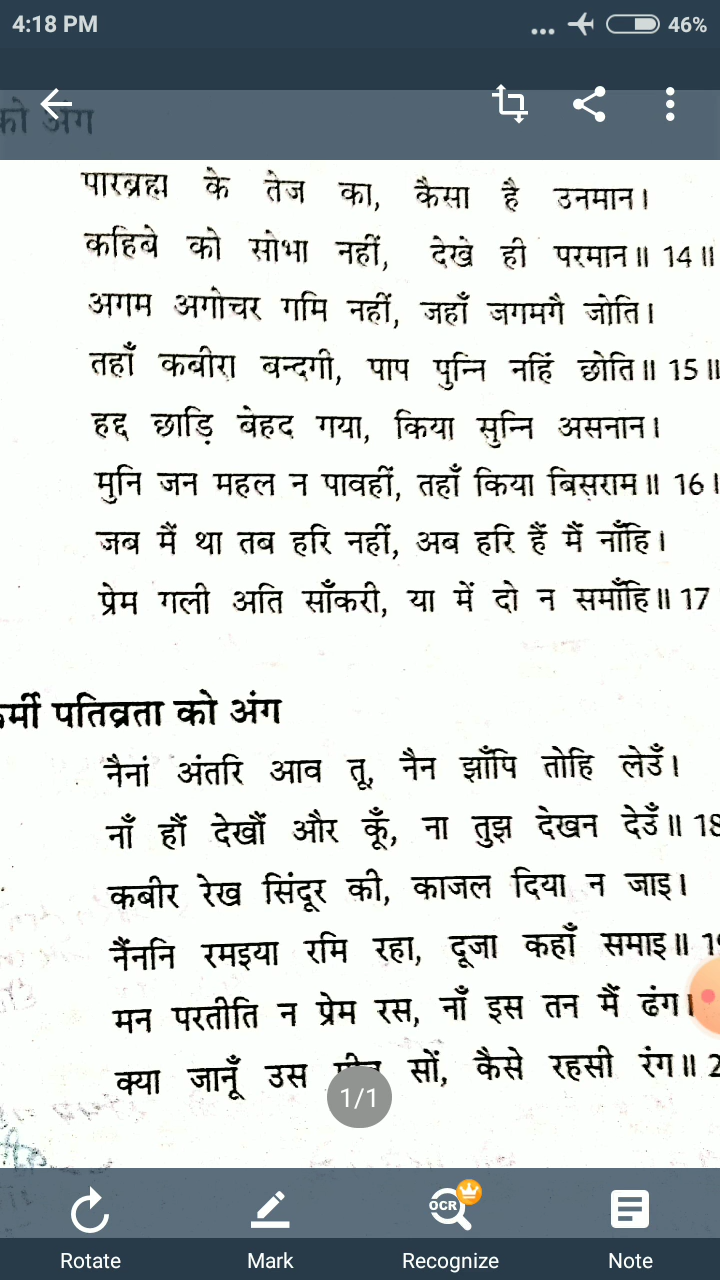 4:18 PM
46%
को अंग
पारब्रह्म के तेज का, कैसा है उनमान।
कहिबे को सोभा नहीं, देखे ही परमान॥ 14॥
अगम अगोचर गमि नहीं, जहाँ जगमगै जोति।
तहाँ कबीरा बन्दगी, पाप पुन्नि नहिं छोति॥ 15॥
हद्द छाड़ि बेहद गया, किया सुन्नि असनान।
मुनि जन महल न पावहीं, तहाँ किया बिसराम॥ 16।
जब मैं था तब हरि नहीं, अब हरि हैं मैं नाँहि।
प्रेम गली अति साँकरी, या में दो न समाँहि॥ 17
पतिव्रता को अंग
नैनां अंतरि आव तू, नैन झाँपि तोहि लेउँ।
नाँ हौं देखौं और कूँ, ना तुझ देखन देउँ॥
कबीर रेख सिंदूर की, काजल दिया न जाइ।
नैंननि रमइया रमि रहा, दूजा कहाँ समाइ॥
मन परतीति न प्रेम रस, नाँ इस तन मैं ढंग।
क्या जानूँ उस सों, कैसे रहसी रंग॥
1/1
Rotate
Mark
OCR
Recognize
Note